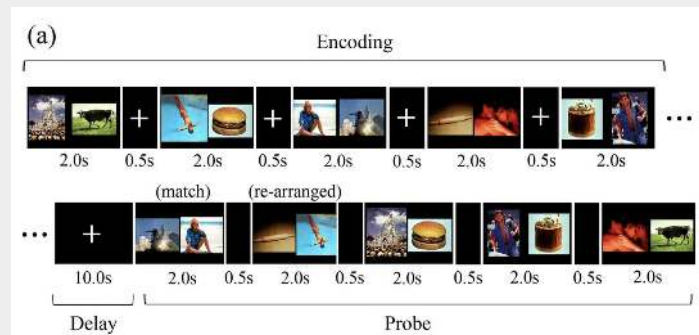 (a)
Encoding
2.0s 0.5s 2.0s 0.5s 2.0s 0.5s 2.0s 0.5s 2.0s
(match) (re-arranged)
10.0s 2.0s 0.5s 2.0s 0.5s 2.0s 0.5s 2.0s 0.5s 2.0s
Delay Probe